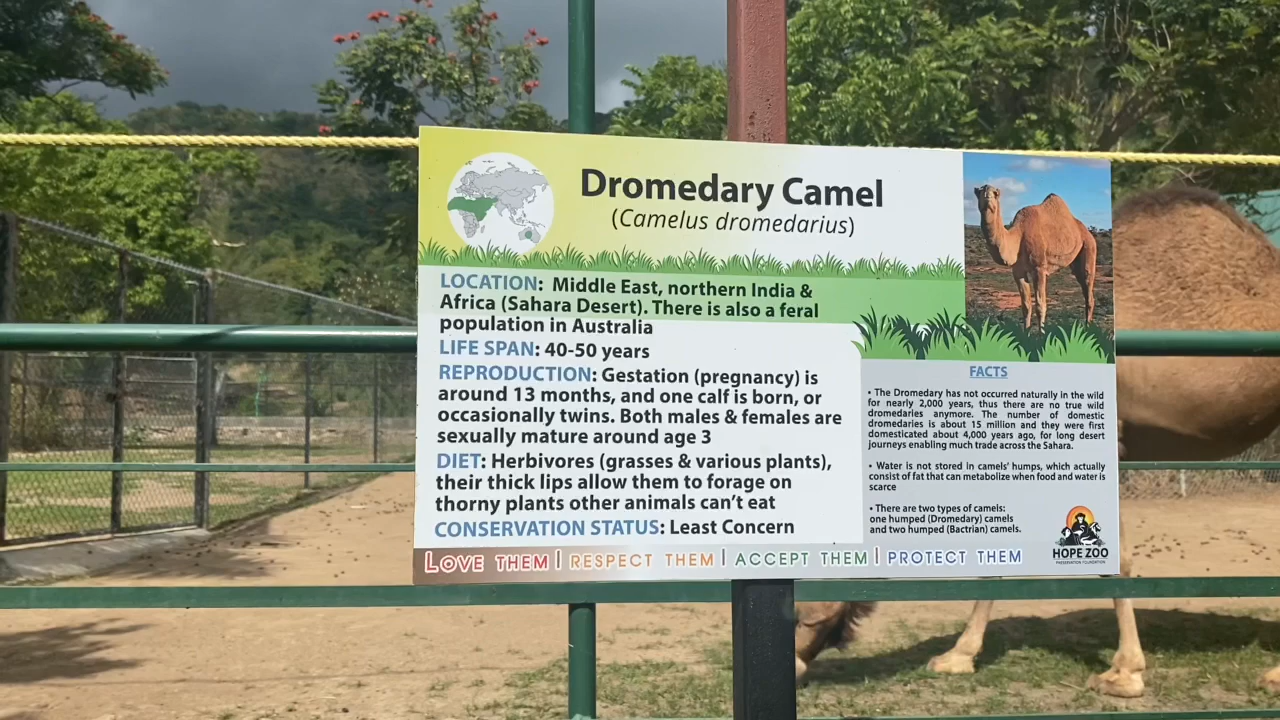 Dromedary Camel
(Camelus dromedarius)
LOCATION: Middle East, northern India &
Africa (Sahara Desert). There is also a feral
population in Australia
LIFE SPAN: 40-50 years
REPRODUCTION: Gestation (pregnancy) is
around 13 months, and one calf is born, or
occasionally twins. Both males & females are
sexually mature around age 3
DIET: Herbivores (grasses & various plants),
their thick lips allow them to forage on
thorny plants other animals can't eat
CONSERVATION STATUS: Least Concern
FACTS
• The Dromedary has not occurred naturally in the wild
for nearly 2,000 years, thus there are no true wild
dromedaries anymore. The number of domestic
dromedaries is about 15 million and they were first
domesticated about 4,000 years ago, for long desert
journeys enabling much trade across the Sahara.
• Water is not stored in camels' humps, which actually
consist of fat that can metabolize when food and water is
scarce
• There are two types of camels:
one humped (Dromedary) camels
and two humped (Bactrian) camels.
HOPE ZOO
PRESERVATION FOUNDATION
LOVE THEM | RESPECT THEM | ACCEPT THEM | PROTECT THEM